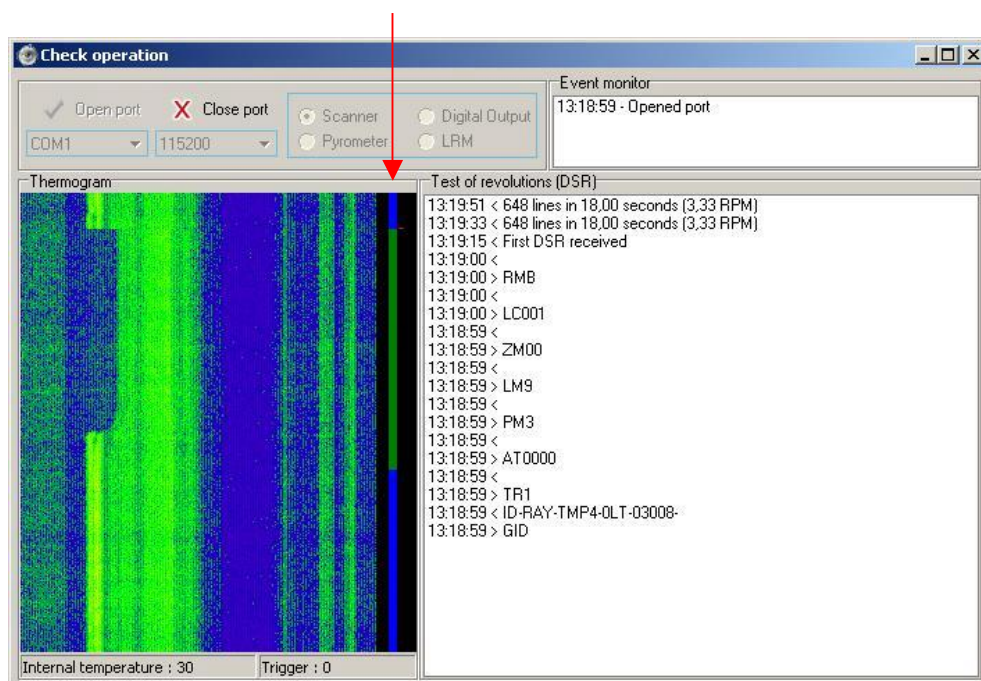 Check operation
Open port
Close port
COM1
115200
Scanner
Digital Output
Pyrometer
LRM
Event monitor
13:18:59 - Opened port
Thermogram
Internal temperature : 30
Trigger : 0
Test of revolutions (DSR)
13:19:51 < 648 lines in 18,00 seconds (3,33 RPM)
13:19:33 < 648 lines in 18,00 seconds (3,33 RPM)
13:19:15 < First DSR received
13:19:00 <
13:19:00 > RMB
13:19:00 <
13:19:00 > LC001
13:18:59 <
13:18:59 > ZM00
13:18:59 <
13:18:59 > LM9
13:18:59 <
13:18:59 > PM3
13:18:59 <
13:18:59 > AT0000
13:18:59 <
13:18:59 > TR1
13:18:59 < ID-RAY-TMP4-0LT-03008-
13:18:59 > GID